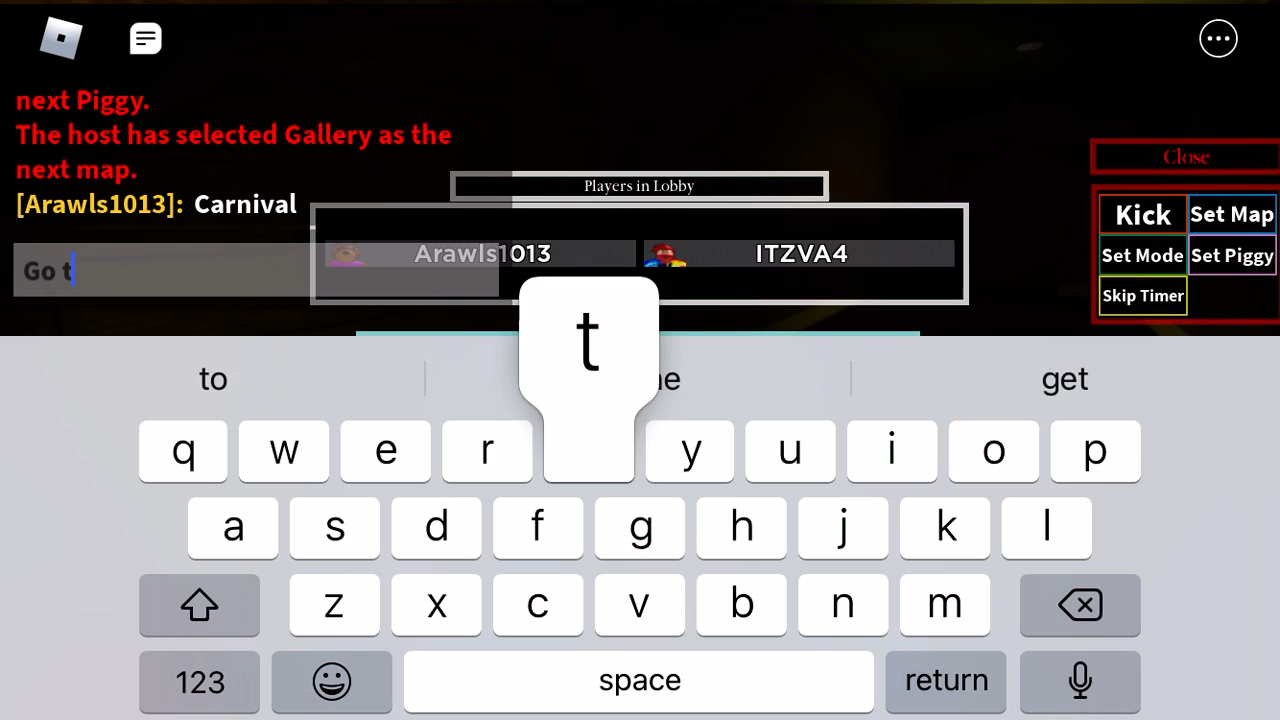 next Piggy.
The host has selected Gallery as the
next map.
[Arawls1013]: Carnival
Go t
Players in Lobby
Arawls1013 ITZVA4
Close
Kick Set Map
Set Mode Set Piggy
Skip Timer
to get
t
q w e r y u i o p
a s d f g h j k l
z x c v b n m
123 space return